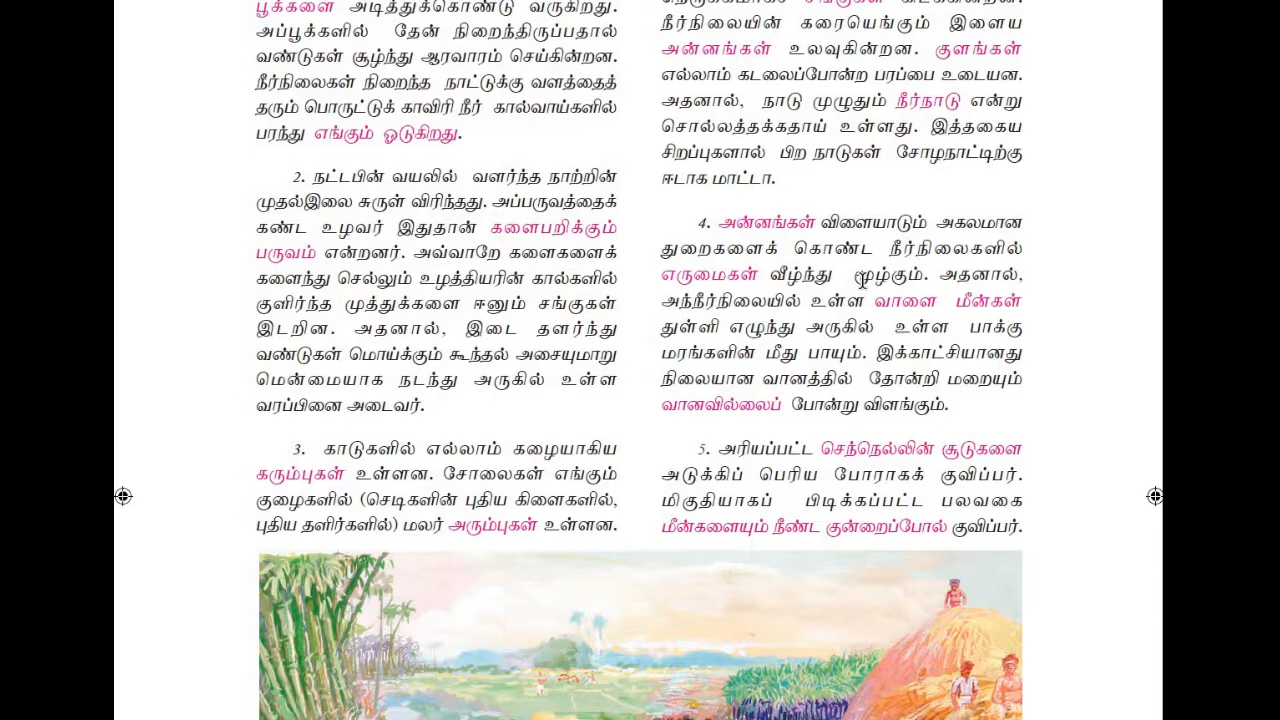 பூக்களை அடித்துக்கொண்டு வருகிறது.
அப்பூக்களில் தேன் நிறைந்திருப்பதால்
வண்டுகள் சூழ்ந்து ஆரவாரம் செய்கின்றன.
நீர்நிலைகள் நிறைந்த நாட்டுக்கு வளத்தைத்
தரும் பொருட்டுக் காவிரி நீர் கால்வாய்களில்
பரந்து எங்கும் ஓடுகிறது.
2. நட்டபின் வயலில் வளர்ந்த நாற்றின்
முதல்இலை சுருள் விரிந்தது. அப்பருவத்தைக்
கண்ட உழவர் இதுதான் களைபறிக்கும்
பருவம் என்றனர். அவ்வாறே களைகளைக்
களைந்து செல்லும் உழத்தியரின் கால்களில்
குளிர்ந்த முத்துக்களை ஈனும் சங்குகள்
இடறின. அதனால், இடை தளர்ந்து
வண்டுகள் மொய்க்கும் கூந்தல் அசையுமாறு
மென்மையாக நடந்து அருகில் உள்ள
வரப்பினை அடைவர்.
3. காடுகளில் எல்லாம் கழையாகிய
கரும்புகள் உள்ளன. சோலைகள் எங்கும்
குழைகளில் (செடிகளின் புதிய கிளைகளில்,
புதிய தளிர்களில்) மலர் அரும்புகள் உள்ளன.
நீர்நிலையின் கரையெங்கும் இளைய
அன்னங்கள் உலவுகின்றன. குளங்கள்
எல்லாம் கடலைப்போன்ற பரப்பை உடையன.
அதனால், நாடு முழுதும் நீர்நாடு என்று
சொல்லத்தக்கதாய் உள்ளது. இத்தகைய
சிறப்புகளால் பிற நாடுகள் சோழநாட்டிற்கு
ஈடாக மாட்டா.
4. அன்னங்கள் விளையாடும் அகலமான
துறைகளைக் கொண்ட நீர்நிலைகளில்
எருமைகள் வீழ்ந்து மூழ்கும். அதனால்,
அந்நீர்நிலையில் உள்ள வாளை மீன்கள்
துள்ளி எழுந்து அருகில் உள்ள பாக்கு
மரங்களின் மீது பாயும். இக்காட்சியானது
நிலையான வானத்தில் தோன்றி மறையும்
வானவில்லைப் போன்று விளங்கும்.
5. அரியப்பட்ட செந்நெல்லின் சூடுகளை
அடுக்கிப் பெரிய போராகக் குவிப்பர்.
மிகுதியாகப் பிடிக்கப்பட்ட பலவகை
மீன்களையும் நீண்ட குன்றைப்போல் குவிப்பர்.